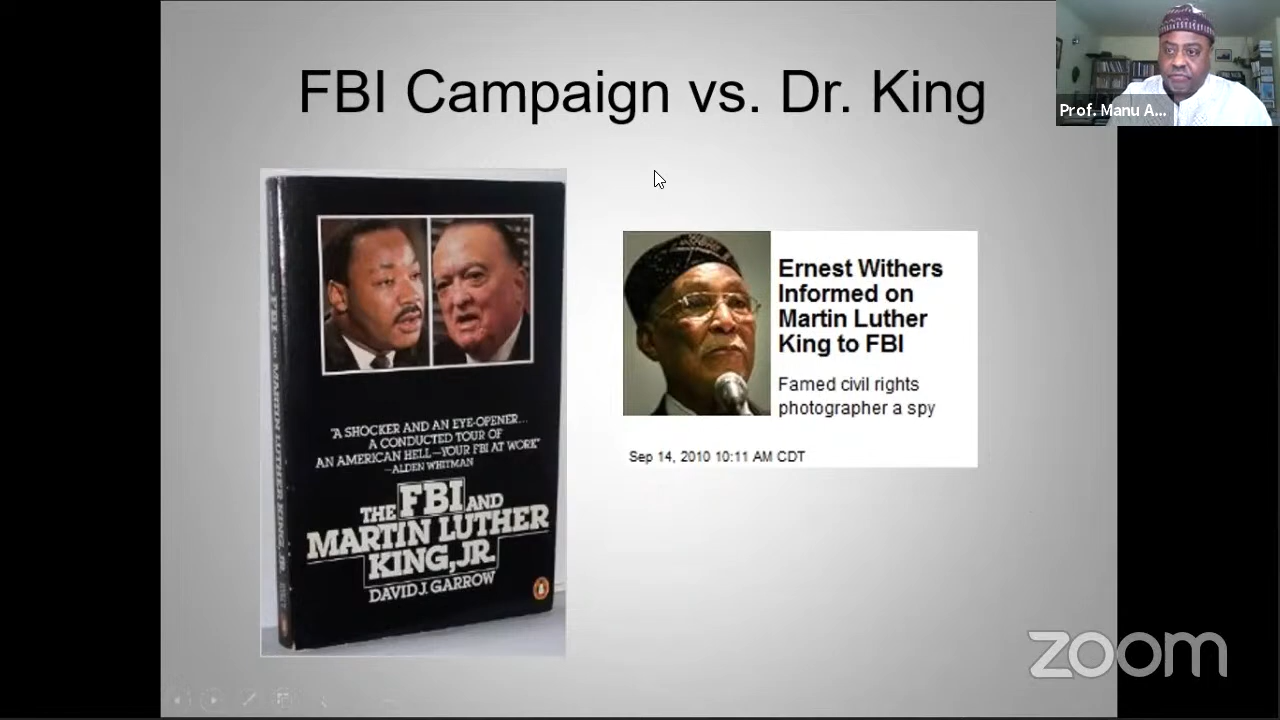 FBI Campaign vs. Dr. King
Prof. Manu A...
"A SHOCKER AND AN EYE-OPENER...
A CONDUCTED TOUR OF
AN AMERICAN HELL—YOUR FBI AT WORK"
—ALDEN WHITMAN
THE FBI AND
MARTIN LUTHER
KING, JR.
DAVID J. GARROW
Ernest Withers
Informed on
Martin Luther
King to FBI
Famed civil rights
photographer a spy
Sep 14, 2010 10:11 AM CDT
zoom